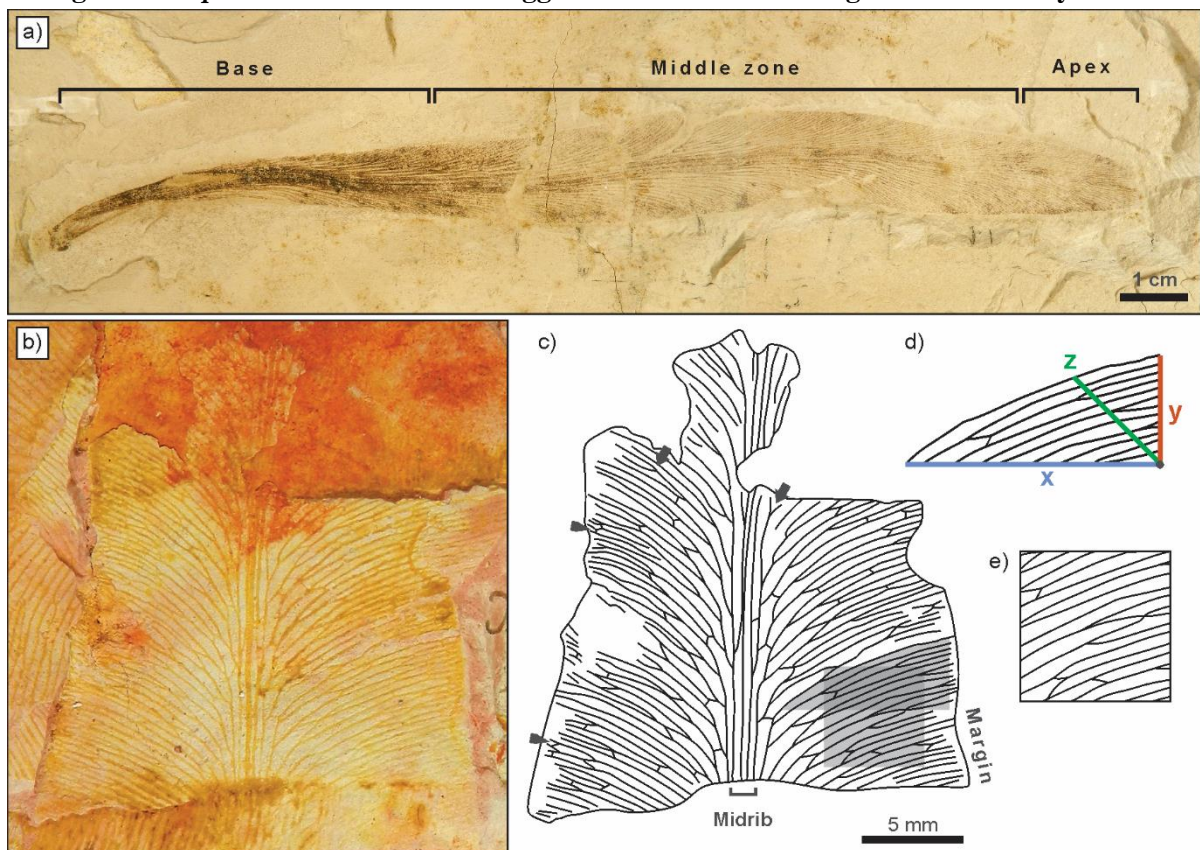 a)
Base Middle zone Apex
1 cm
b)
c)
d)
z
y
x
e)
Margin
Midrib
5 mm